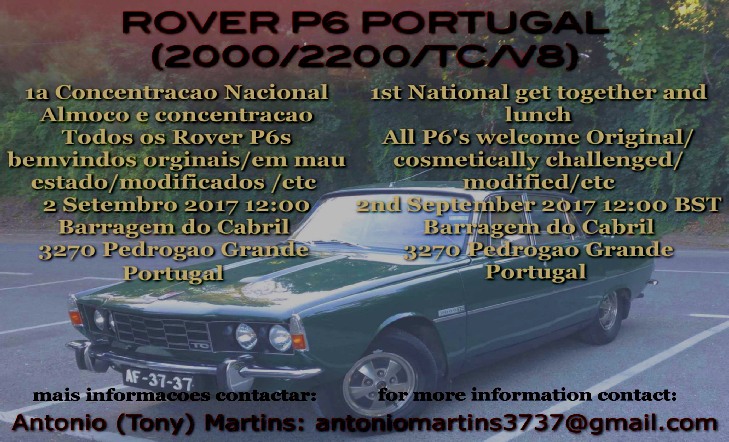 ROVER P6 PORTUGAL
(2000/2200/TC/V8)
1a Concentracao Nacional
Almoco e concentracao
Todos os Rover P6s
bemvindos orginais/em mau
estado/modificados /etc
2 Setembro 2017 12:00
Barragem do Cabril
3270 Pedrogao Grande
Portugal
1st National get together and
lunch
All P6's welcome Original/
cosmetically challenged/
modified/etc
2nd September 2017 12:00 BST
Barragem do Cabril
3270 Pedrogao Grande
Portugal
TC
AF-37-37
mais informacoes contactar:
for more information contact:
Antonio (Tony) Martins: antoniomartins3737@gmail.com